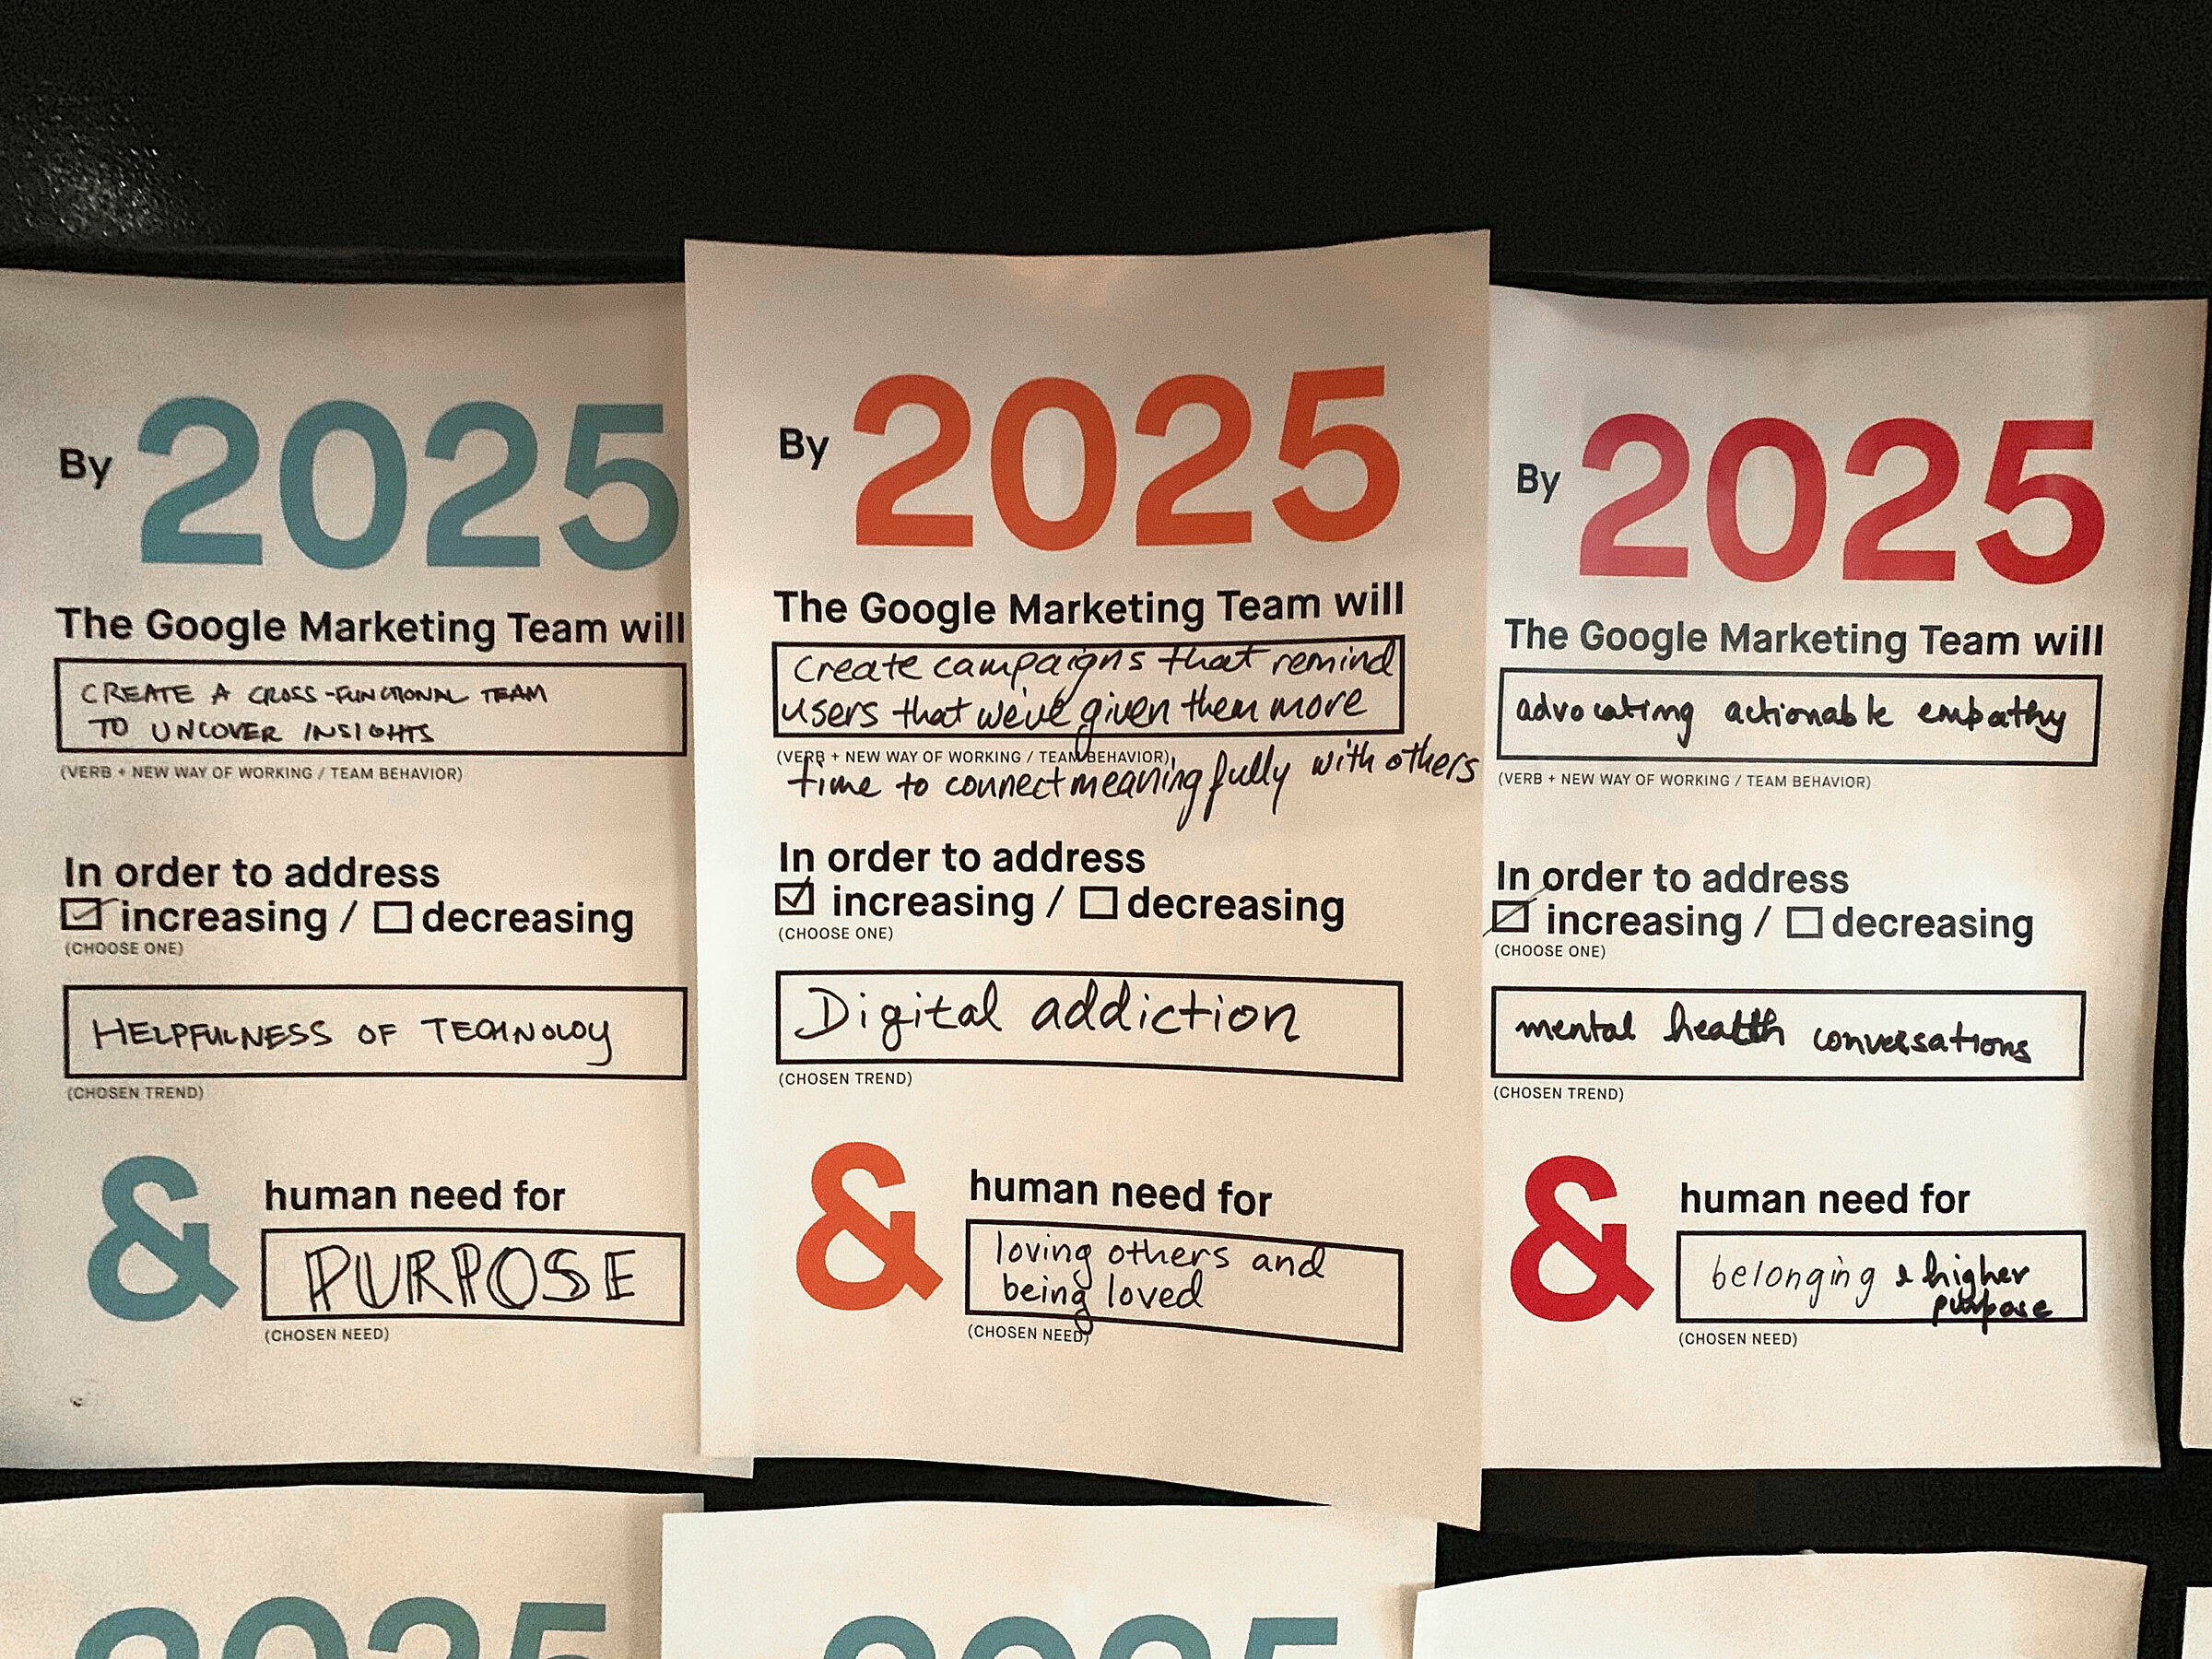 By 2025
The Google Marketing Team will
CREATE A CROSS-FUNCTIONAL TEAM
TO UNCOVER INSIGHTS
(VERB + NEW WAY OF WORKING / TEAM BEHAVIOR)
In order to address
increasing / decreasing
(CHOOSE ONE)
HELPFULNESS OF TECHNOLOY
(CHOSEN TREND)
& human need for
PURPOSE
(CHOSEN NEED)
By 2025
The Google Marketing Team will
Create campaigns that remind
users that we've given them more
(VERB + NEW WAY OF WORKING / TEAM BEHAVIOR)
time to connect meaningfully with others
In order to address
increasing / decreasing
(CHOOSE ONE)
Digital addiction
(CHOSEN TREND)
& human need for
loving others and
being loved
(CHOSEN NEED)
By 2025
The Google Marketing Team will
advocating actionable empathy
(VERB + NEW WAY OF WORKING / TEAM BEHAVIOR)
In order to address
increasing / decreasing
(CHOOSE ONE)
mental health conversations
(CHOSEN TREND)
& human need for
belonging & higher
purpose
(CHOSEN NEED)
2025
2025